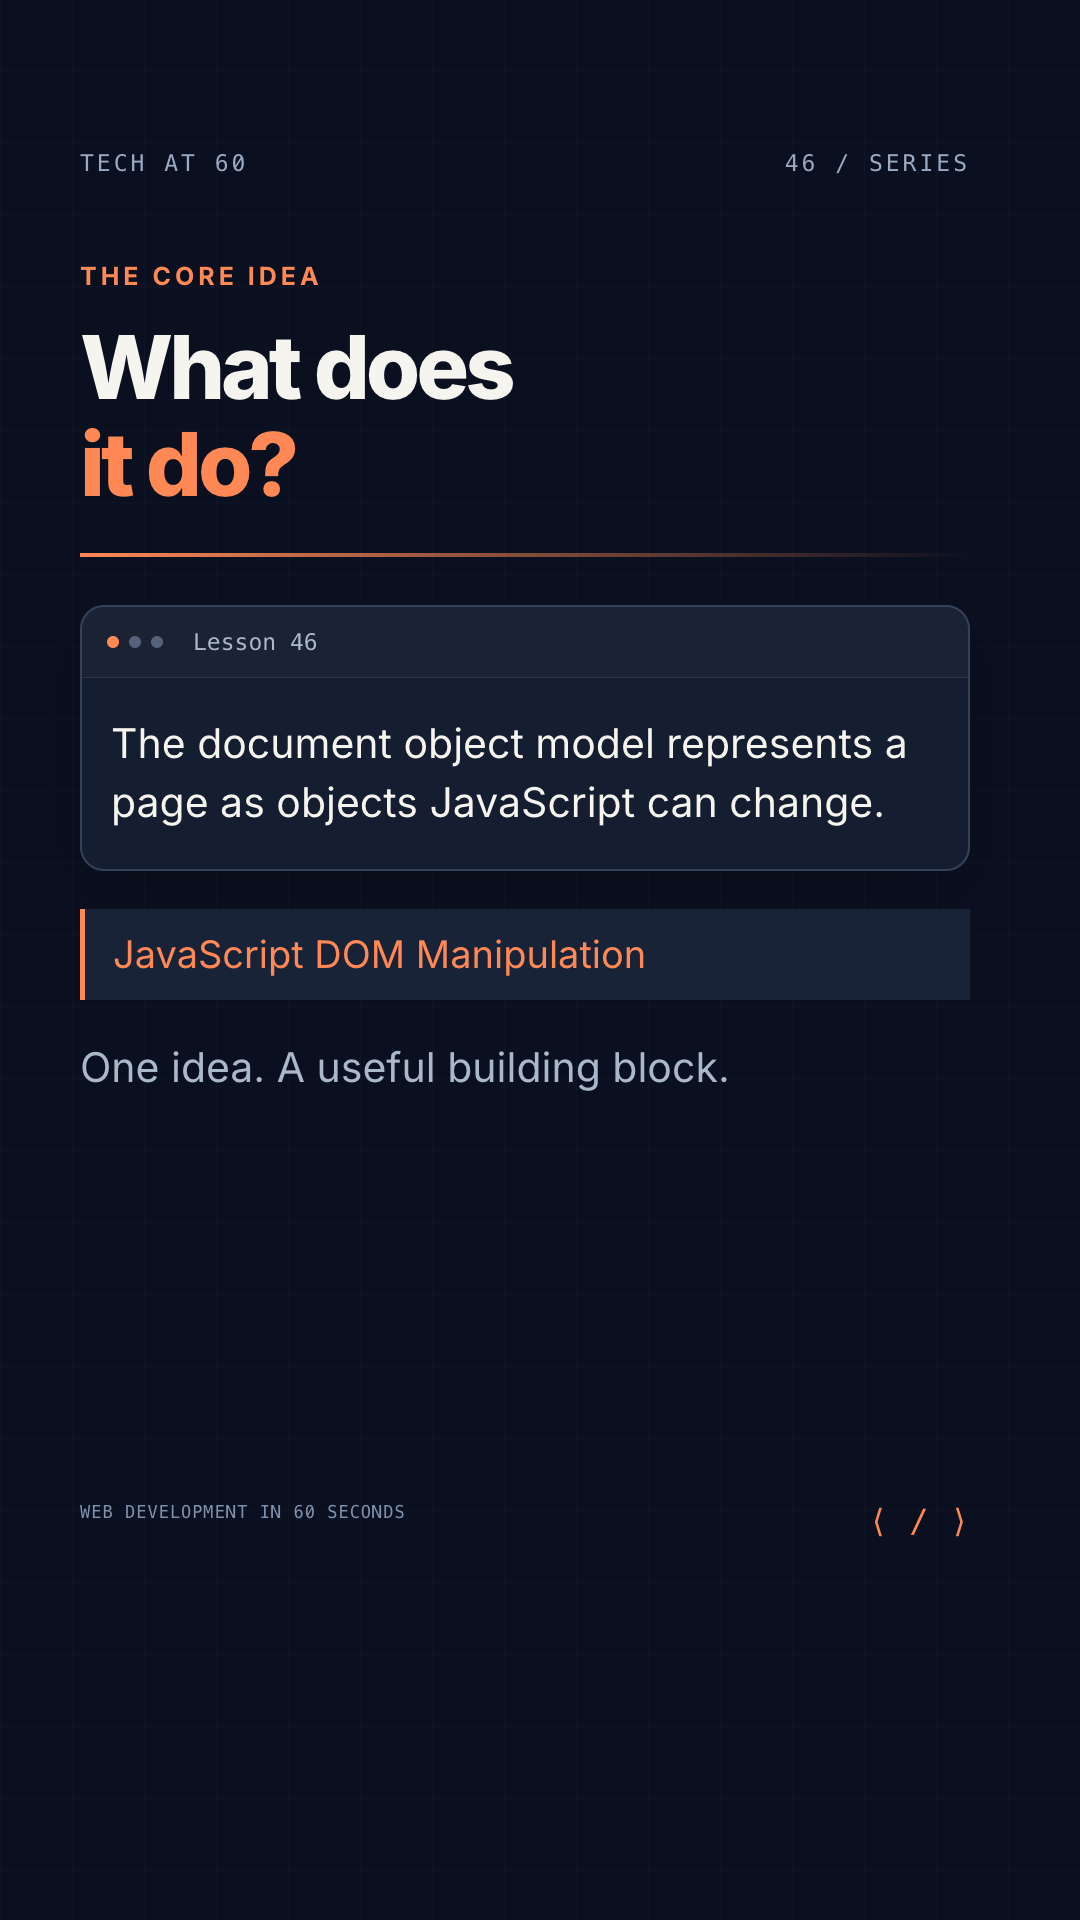 TECH AT 60
46 / SERIES
THE CORE IDEA
What does
it do?
Lesson 46
The document object model represents a
page as objects JavaScript can change.
JavaScript DOM Manipulation
One idea. A useful building block.
WEB DEVELOPMENT IN 60 SECONDS
⟨ / ⟩